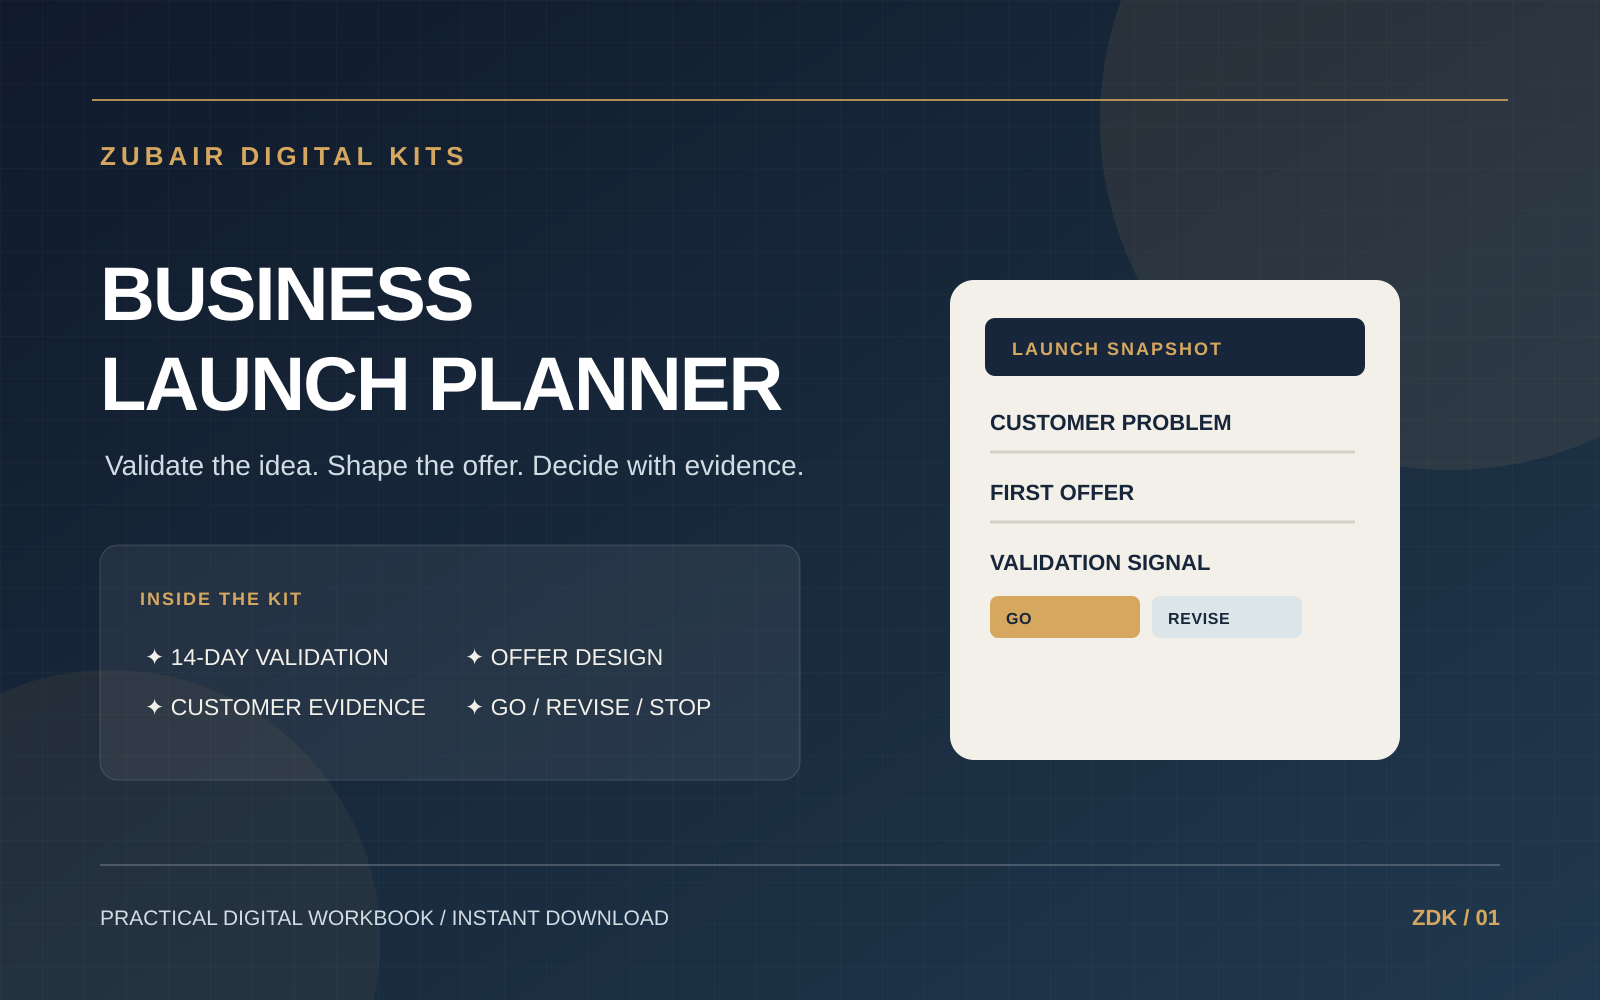 ZUBAIR DIGITAL KITS
BUSINESS
LAUNCH PLANNER
Validate the idea. Shape the offer. Decide with evidence.
INSIDE THE KIT
✦ 14-DAY VALIDATION
✦ OFFER DESIGN
✦ CUSTOMER EVIDENCE
✦ GO / REVISE / STOP
LAUNCH SNAPSHOT
CUSTOMER PROBLEM
FIRST OFFER
VALIDATION SIGNAL
GO
REVISE
PRACTICAL DIGITAL WORKBOOK / INSTANT DOWNLOAD
ZDK / 01